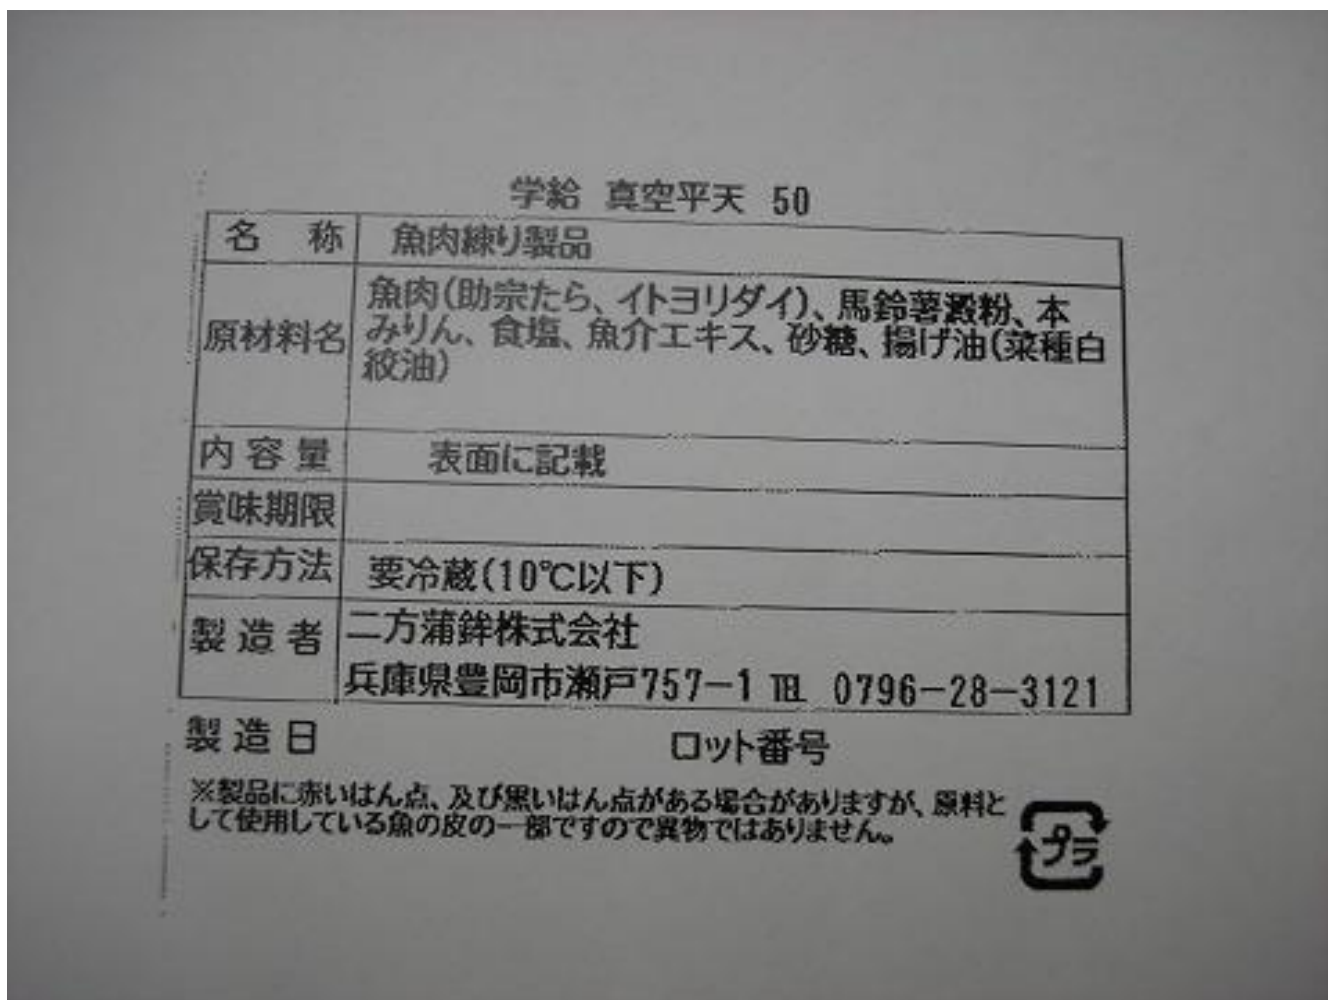 学給 真空平天 50
名 称 魚肉練り製品
原材料名 魚肉(助宗たら、イトヨリダイ)、馬鈴薯澱粉、本
みりん、食塩、魚介エキス、砂糖、揚げ油(菜種白
絞油)
内容量 表面に記載
賞味期限
保存方法 要冷蔵(10℃以下)
製造者 二方蒲鉾株式会社
兵庫県豊岡市瀬戸757-1 ℡ 0796-28-3121
製造日 ロット番号
※製品に赤いはん点、及び黒いはん点がある場合がありますが、原料と
して使用している魚の皮の一部ですので異物ではありません。
プラ